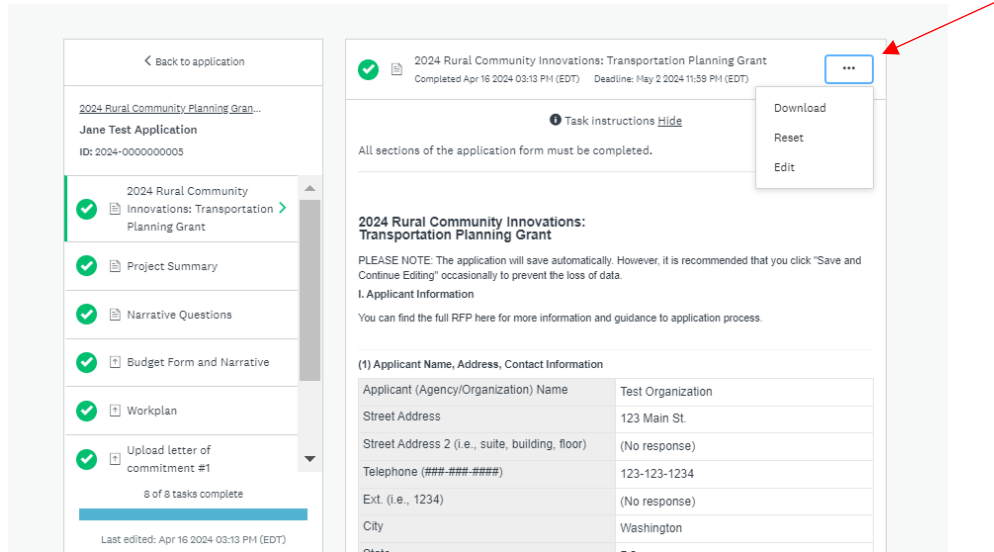 Back to application
2024 Rural Community Planning Gran...
Jane Test Application
ID: 2024-0000000005
2024 Rural Community
Innovations: Transportation
Planning Grant
Project Summary
Narrative Questions
Budget Form and Narrative
Workplan
Upload letter of
commitment #1
8 of 8 tasks complete
Last edited: Apr 16 2024 03:13 PM (EDT)
2024 Rural Community Innovations: Transportation Planning Grant
Completed Apr 16 2024 03:13 PM (EDT) Deadline: May 2 2024 11:59 PM (EDT)
...
Download
Reset
Edit
Task instructions Hide
All sections of the application form must be completed.
2024 Rural Community Innovations:
Transportation Planning Grant
PLEASE NOTE: The application will save automatically. However, it is recommended that you click "Save and
Continue Editing" occasionally to prevent the loss of data.
I. Applicant Information
You can find the full RFP here for more information and guidance to application process.
(1) Applicant Name, Address, Contact Information
Applicant (Agency/Organization) Name Test Organization
Street Address 123 Main St.
Street Address 2 (i.e., suite, building, floor) (No response)
Telephone (###-###-####) 123-123-1234
Ext. (i.e., 1234) (No response)
City Washington